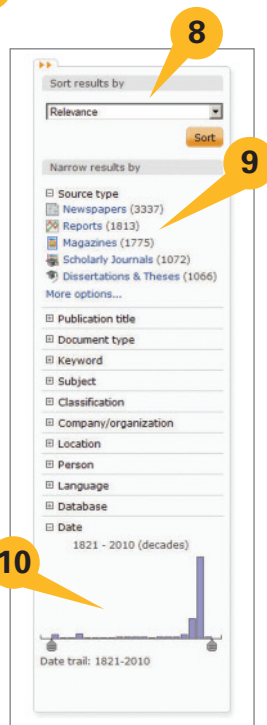 8
Sort results by
Relevance
Sort
9
Narrow results by
Source type
Newspapers (3337)
Reports (1813)
Magazines (1775)
Scholarly Journals (1072)
Dissertations & Theses (1066)
More options...
Publication title
Document type
Keyword
Subject
Classification
Company/organization
Location
Person
Language
Database
Date
1821 - 2010 (decades)
10
Date trail: 1821-2010